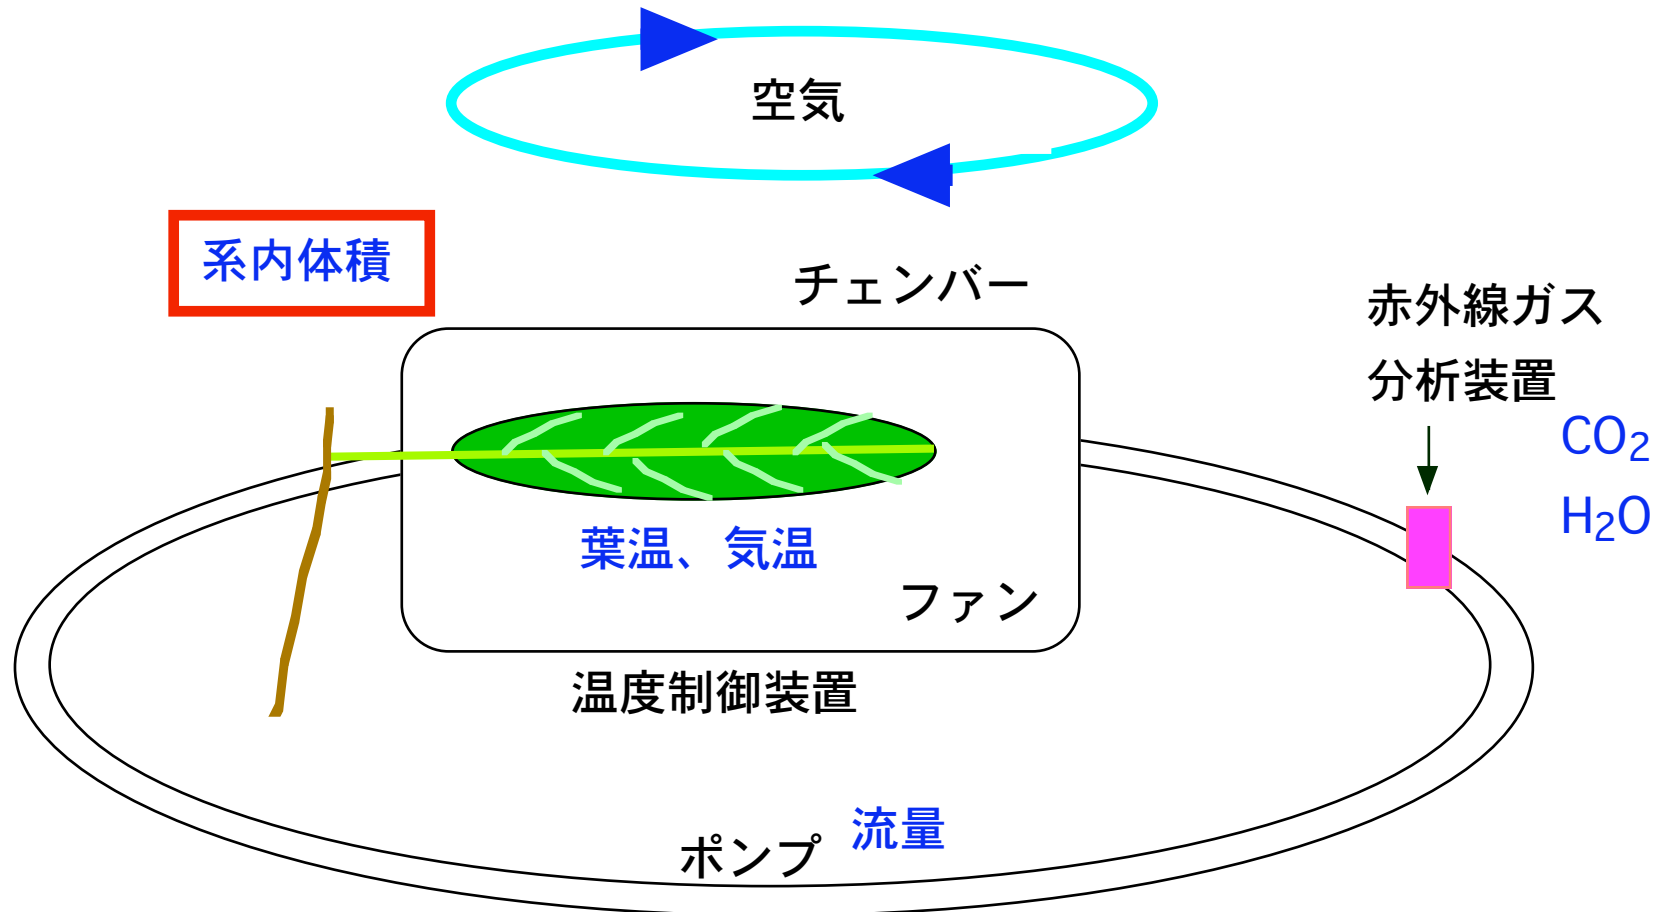 空気
系内体積
チェンバー
赤外線ガス
分析装置
CO2
H2O
葉温、気温
ファン
温度制御装置
流量
ポンプ